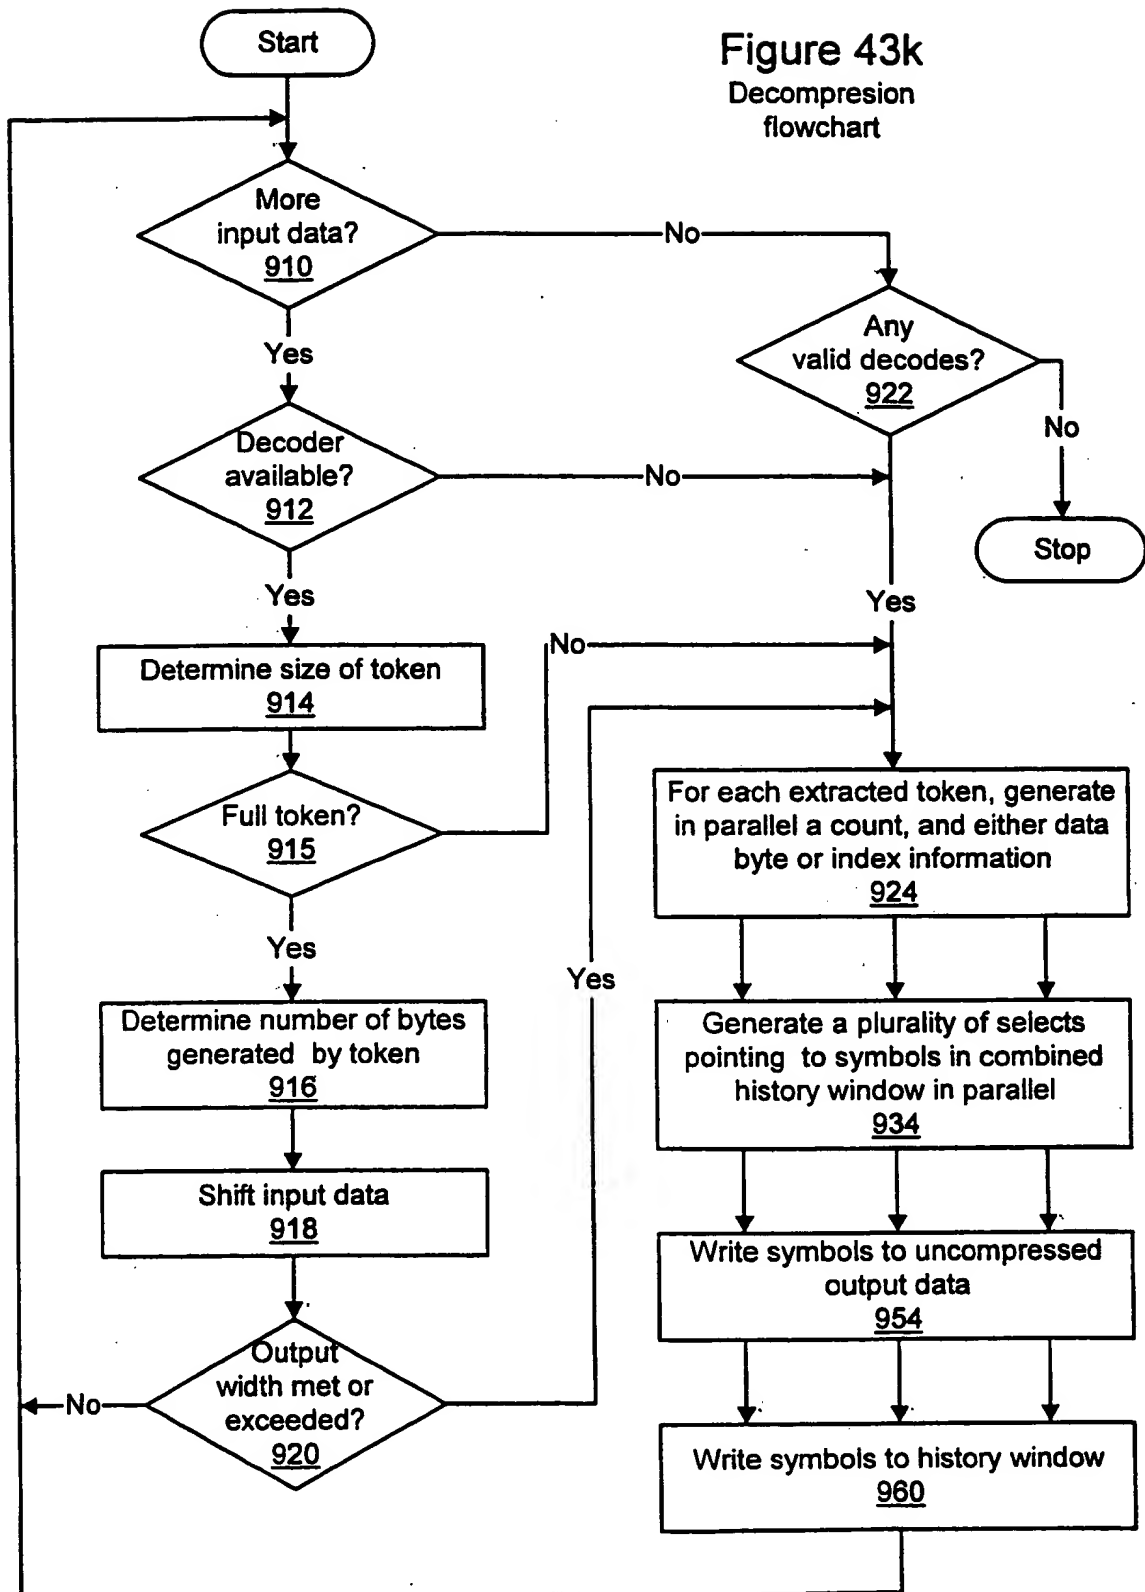 Start
Figure 43k
Decompresion
flowchart
More
input data?
910
No
Yes
Any
valid decodes?
922
No
Stop
Decoder
available?
912
No
Yes
Yes
Determine size of token
914
No
Full token?
915
Yes
Determine number of bytes
generated by token
916
Shift input data
918
Output
width met or
exceeded?
920
No
Yes
For each extracted token, generate
in parallel a count, and either data
byte or index information
924
Generate a plurality of selects
pointing to symbols in combined
history window in parallel
934
Write symbols to uncompressed
output data
954
Write symbols to history window
960